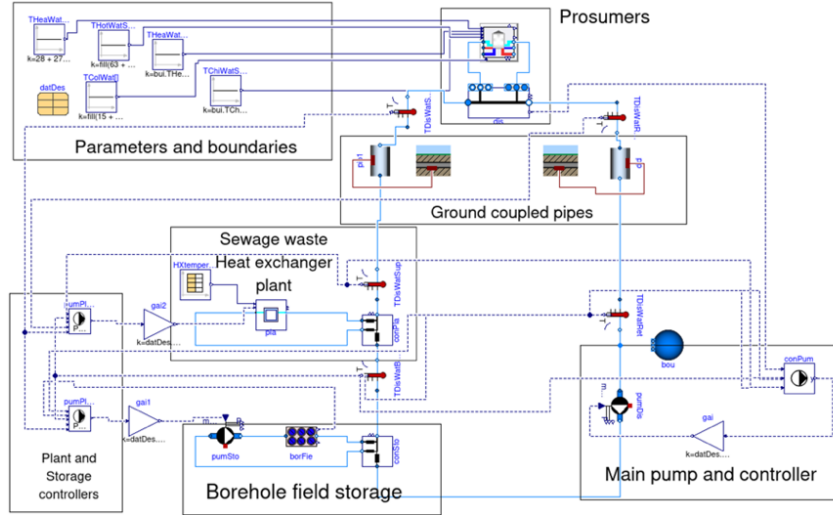 THeaWat...
k=28 + 27...
THotWatS...
k=fill(63 + ...
THeaWat...
k=bui.THe...
datDes
TColWat[]
k=fill(15 + ...
TChiWatS...
k=bui.TCh...
Parameters and boundaries
Prosumers
dis
TDisWatS...
TDisWatR...
pip1
Ground coupled pipes
Sewage waste
Heat exchanger
plant
HXtemper...
pla
TDisWatSup
conPla
gai2
k=datDes....
TDisWatB...
pumPl...
gai1
k=datDes....
Plant and
Storage
controllers
pumSto
borFie
conSto
Borehole field storage
TDisWatRet
bou
pumDis
gai
k=datDes....
conPum
Main pump and controller